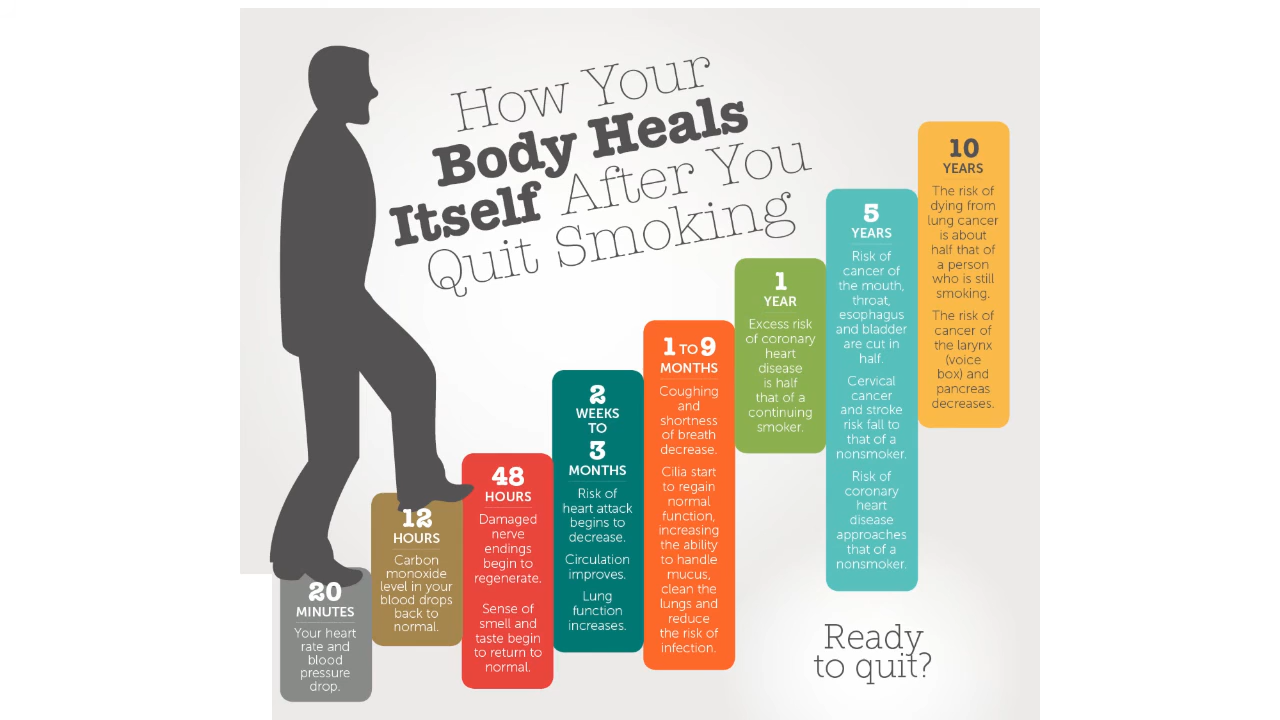 How Your
Body Heals
Itself After You
Quit Smoking
20
MINUTES
Your heart
rate and
blood
pressure
drop.
12
HOURS
Carbon
monoxide
level in your
blood drops
back to
normal.
48
HOURS
Damaged
nerve
endings
begin to
regenerate.
Sense of
smell and
taste begin
to return to
normal.
2
WEEKS
TO
3
MONTHS
Risk of
heart attack
begins to
decrease.
Circulation
improves.
Lung
function
increases.
1 TO 9
MONTHS
Coughing
and
shortness
of breath
decrease.
Cilia start
to regain
normal
function,
increasing
the ability
to handle
mucus,
clean the
lungs and
reduce
the risk of
infection.
1
YEAR
Excess risk
of coronary
heart
disease
is half
that of a
continuing
smoker.
5
YEARS
Risk of
cancer of
the mouth,
throat,
esophagus
and bladder
are cut in
half.
Cervical
cancer
and stroke
risk fall to
that of a
nonsmoker.
Risk of
coronary
heart
disease
approaches
that of a
nonsmoker.
10
YEARS
The risk of
dying from
lung cancer
is about
half that of
a person
who is still
smoking.
The risk of
cancer of
the larynx
(voice
box) and
pancreas
decreases.
Ready
to quit?